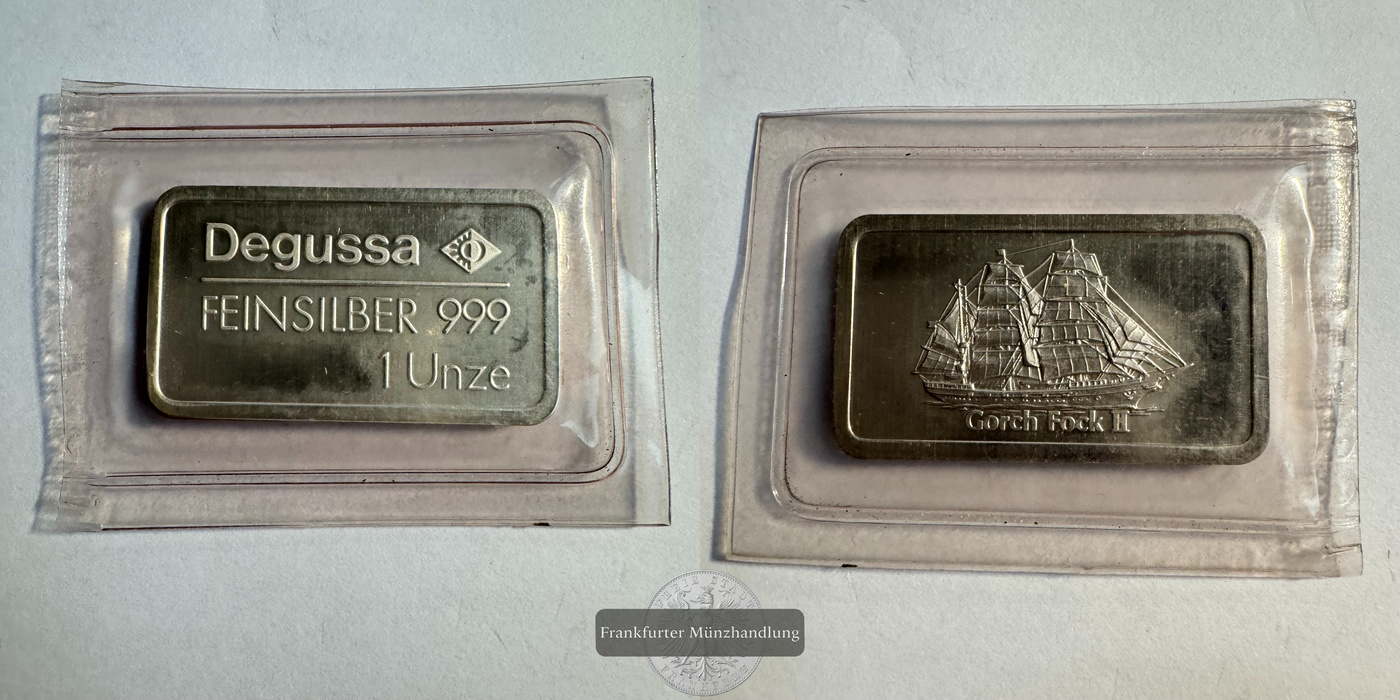 Degussa
FEINSILBER 999
1 Unze
Gorch Fock II
Frankfurter Münzhandlung